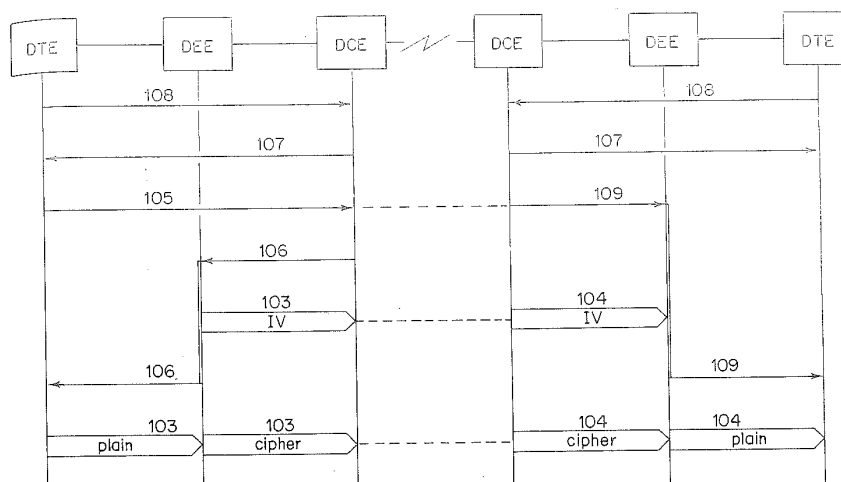 DTE DEE DCE DCE DEE DTE
108 108
107 107
105 109
106
103 104
IV IV
106 109
103 103 104 104
plain cipher cipher plain